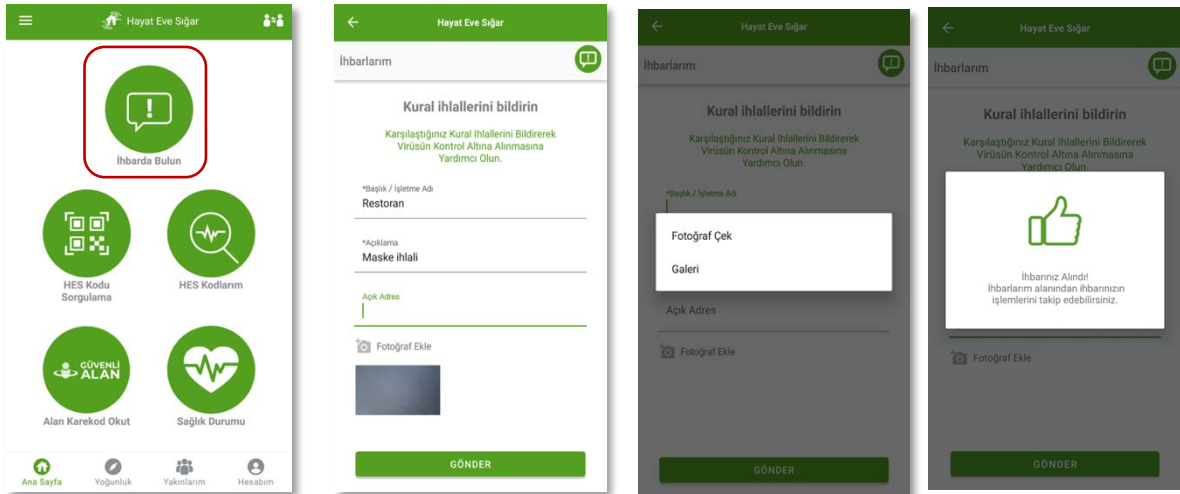 Hayat Eve Sığar
!
İhbarda Bulun
HES Kodu
Sorgulama
HES Kodlarım
GÜVENLİ
ALAN
Alan Karekod Okut
Sağlık Durumu
Ana Sayfa
Yoğunluk
Yakınlarım
Hesabım
Hayat Eve Sığar
İhbarlarım
Kural ihlallerini bildirin
Karşılaştığınız Kural Ihlallerini Bildirerek
Virüsün Kontrol Altına Alınmasına
Yardımcı Olun.
*Başlık / İşletme Adı
Restoran
*Açıklama
Maske ihlali
Açık Adres
Fotoğraf Ekle
GÖNDER
Hayat Eve Sığar
İhbarlarım
Kural ihlallerini bildirin
Karşılaştığınız Kural Ihlallerini Bildirerek
Virüsün Kontrol Altına Alınmasına
Yardımcı Olun.
*Başlık / İşletme Adı
Fotoğraf Çek
Galeri
Açık Adres
Fotoğraf Ekle
GÖNDER
Hayat Eve Sığar
İhbarlarım
Kural ihlallerini bildirin
Karşılaştığınız Kural Ihlallerini Bildirerek
Virüsün Kontrol Altına Alınmasına
Yardımcı Olun.
İhbarınız Alındı!
İhbarlarım alanından ihbarınızın
işlemlerini takip edebilirsiniz.
Fotoğraf Ekle
GÖNDER